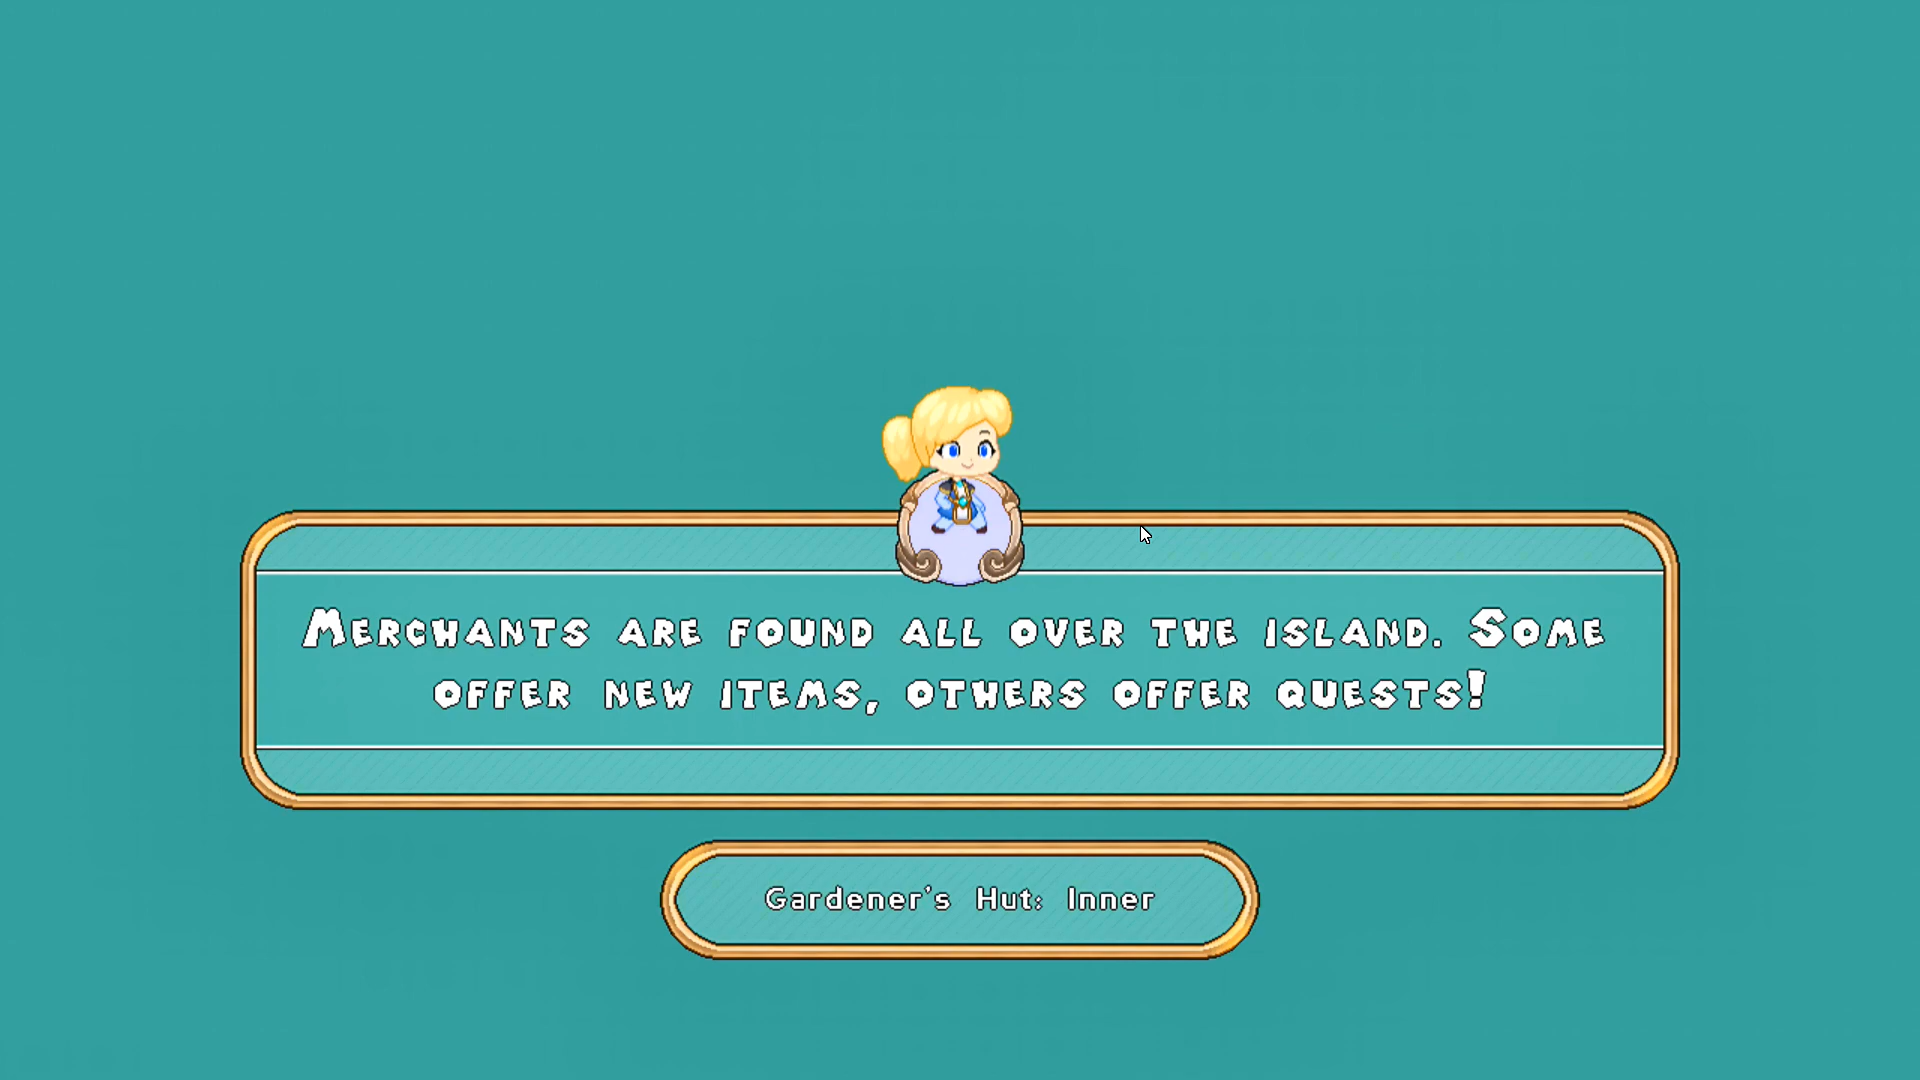 Merchants are found all over the island. Some
offer new items, others offer quests!
Gardener's Hut: Inner